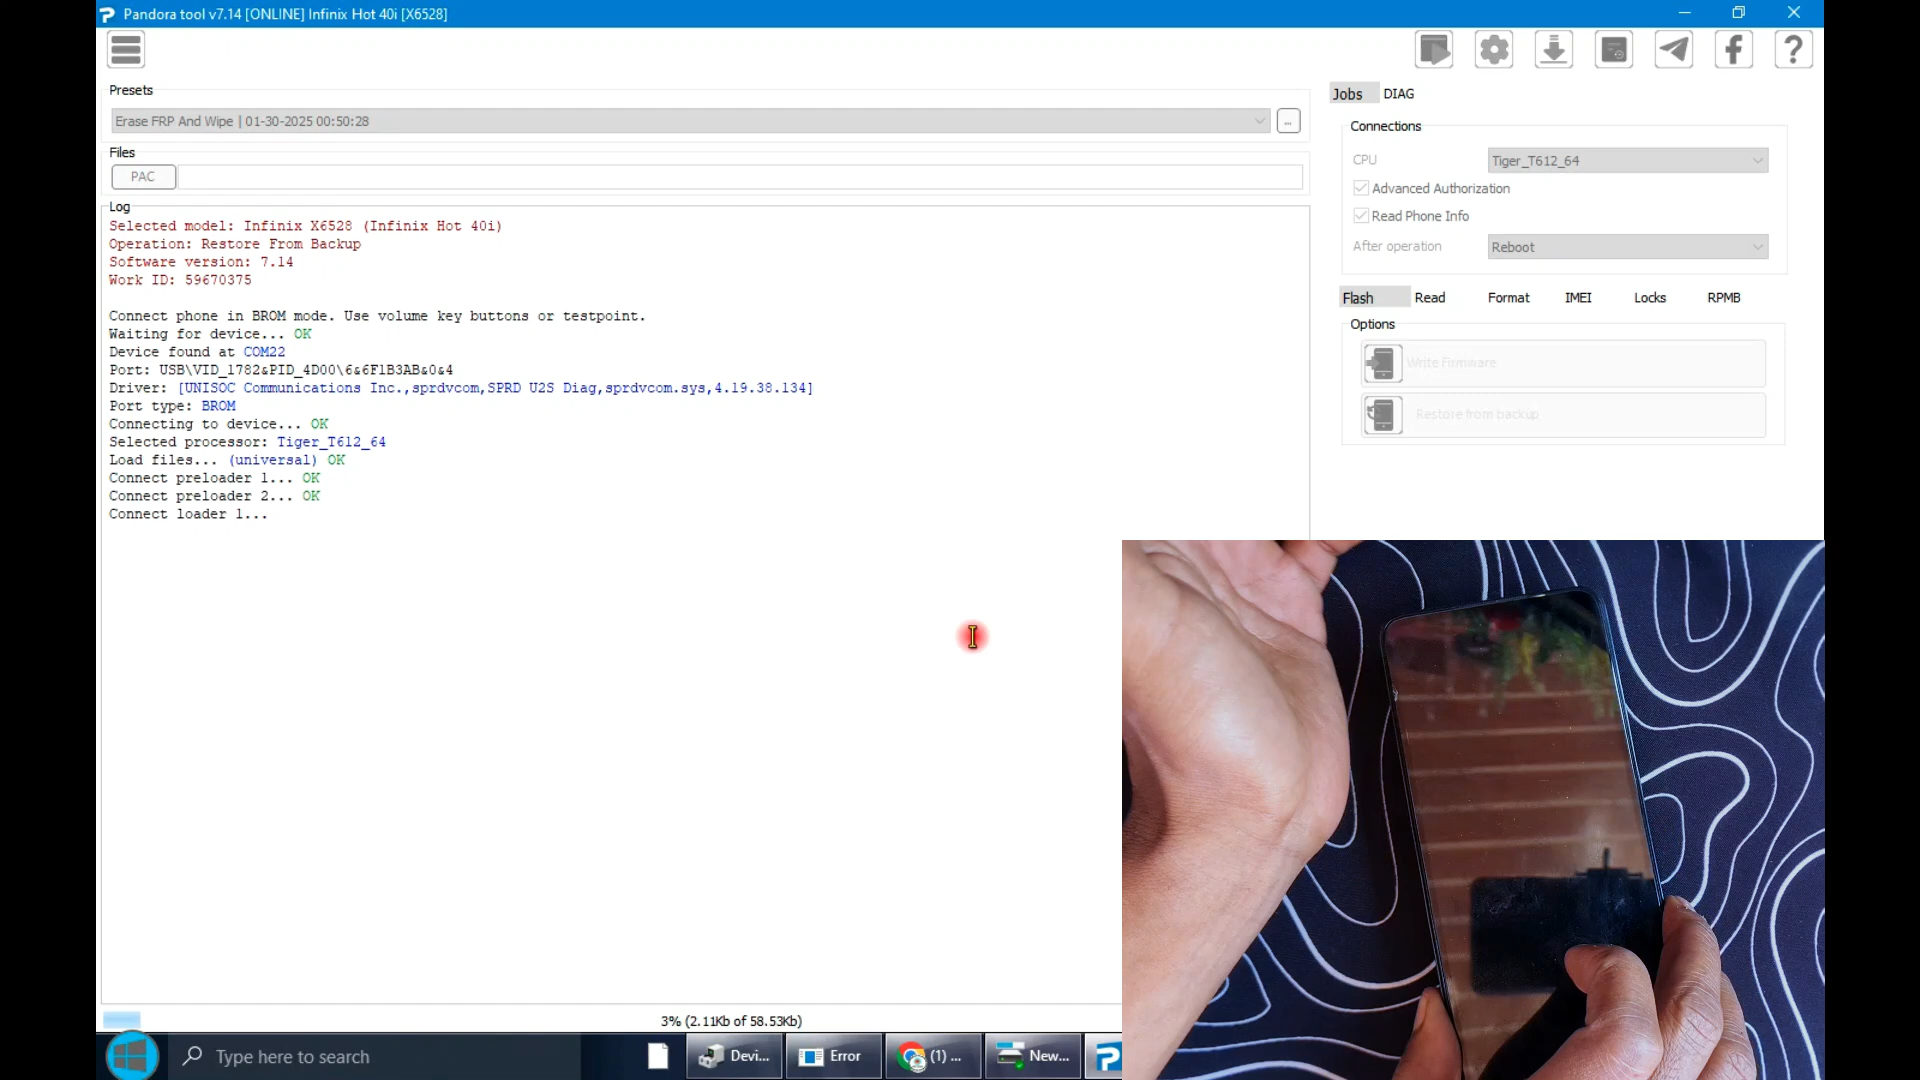 Pandora tool v7.14 [ONLINE] Infinix Hot 40i [X6528]
Presets
Erase FRP And Wipe | 01-30-2025 00:50:28
...
Files
PAC
Log
Selected model: Infinix X6528 (Infinix Hot 40i)
Operation: Restore From Backup
Software version: 7.14
Work ID: 59670375
Connect phone in BROM mode. Use volume key buttons or testpoint.
Waiting for device... OK
Device found at COM22
Port: USB\VID_1782&PID_4D00\6&6F1B3AB&0&4
Driver: [UNISOC Communications Inc.,sprdvcom,SPRD U2S Diag,sprdvcom.sys,4.19.38.134]
Port type: BROM
Connecting to device... OK
Selected processor: Tiger_T612_64
Load files... (universal) OK
Connect preloader 1... OK
Connect preloader 2... OK
Connect loader 1...
Jobs DIAG
Connections
CPU Tiger_T612_64
Advanced Authorization
Read Phone Info
After operation Reboot
Flash Read Format IMEI Locks RPMB
Options
Write Firmware
Restore from backup
3% (2.11Kb of 58.53Kb)
Type here to search
Devi...
Error
(1) ...
New...